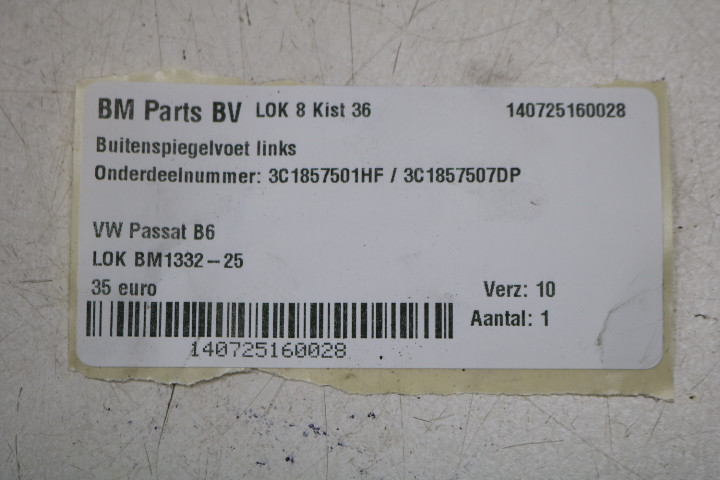 BM Parts BV LOK 8 Kist 36 140725160028
Buitenspiegelvoet links
Onderdeelnummer: 3C1857501HF / 3C1857507DP
VW Passat B6
LOK BM1332-25
35 euro Verz: 10
Aantal: 1
140725160028